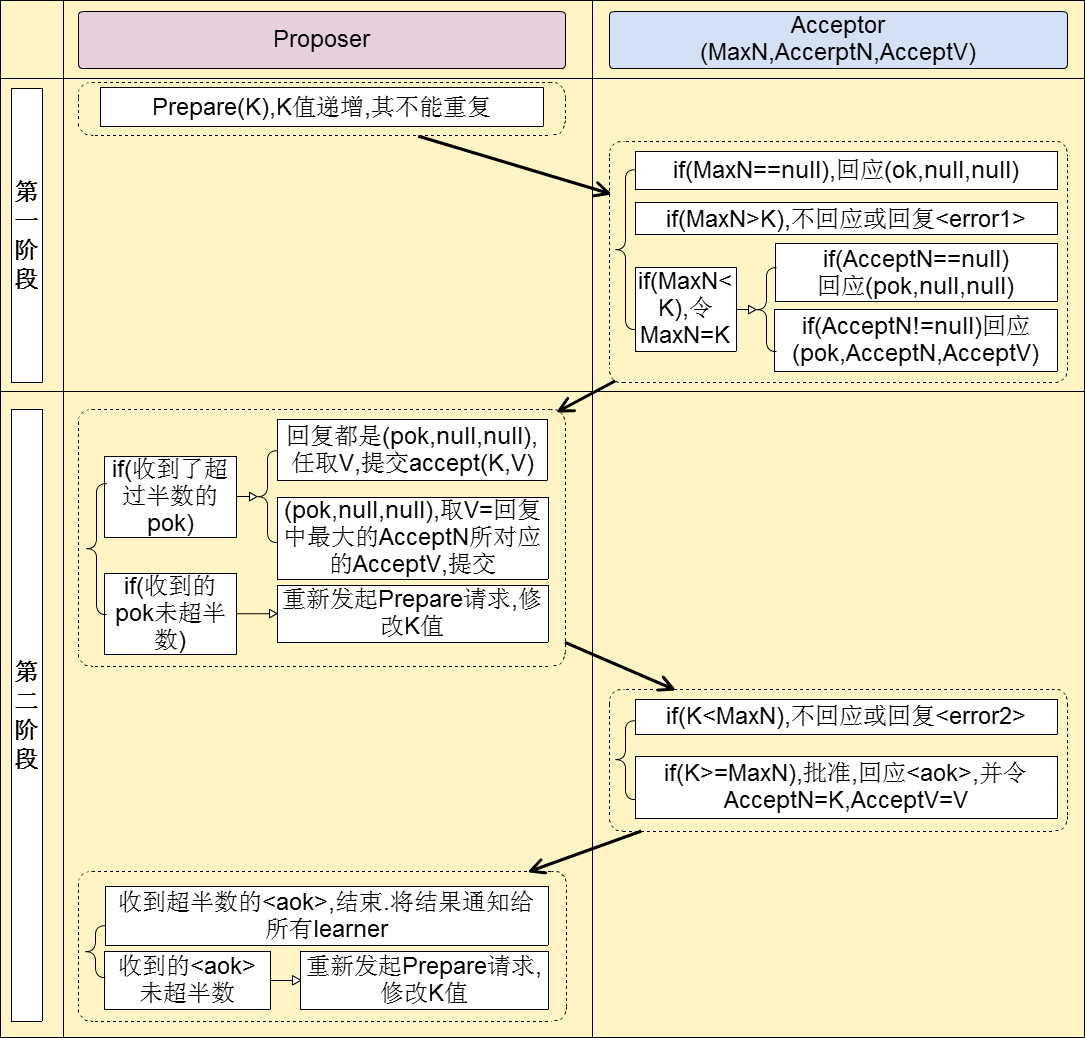 Proposer
Acceptor
(MaxN,AccerptN,AcceptV)
第一阶段
Prepare(K),K值递增,其不能重复
if(MaxN==null),回应(ok,null,null)
if(MaxN>K),不回应或回复<error1>
if(MaxN<
K),令
MaxN=K
if(AcceptN==null)
回应(pok,null,null)
if(AcceptN!=null)回应
(pok,AcceptN,AcceptV)
第二阶段
if(收到了超
过半数的
pok)
回复都是(pok,null,null),
任取V,提交accept(K,V)
(pok,null,null),取V=回复
中最大的AcceptN所对应
的AcceptV,提交
if(收到的
pok未超半
数)
重新发起Prepare请求,修
改K值
if(K<MaxN),不回应或回复<error2>
if(K>=MaxN),批准,回应<aok>,并令
AcceptN=K,AcceptV=V
收到超半数的<aok>,结束.将结果通知给
所有learner
收到的<aok>
未超半数
重新发起Prepare请求,
修改K值